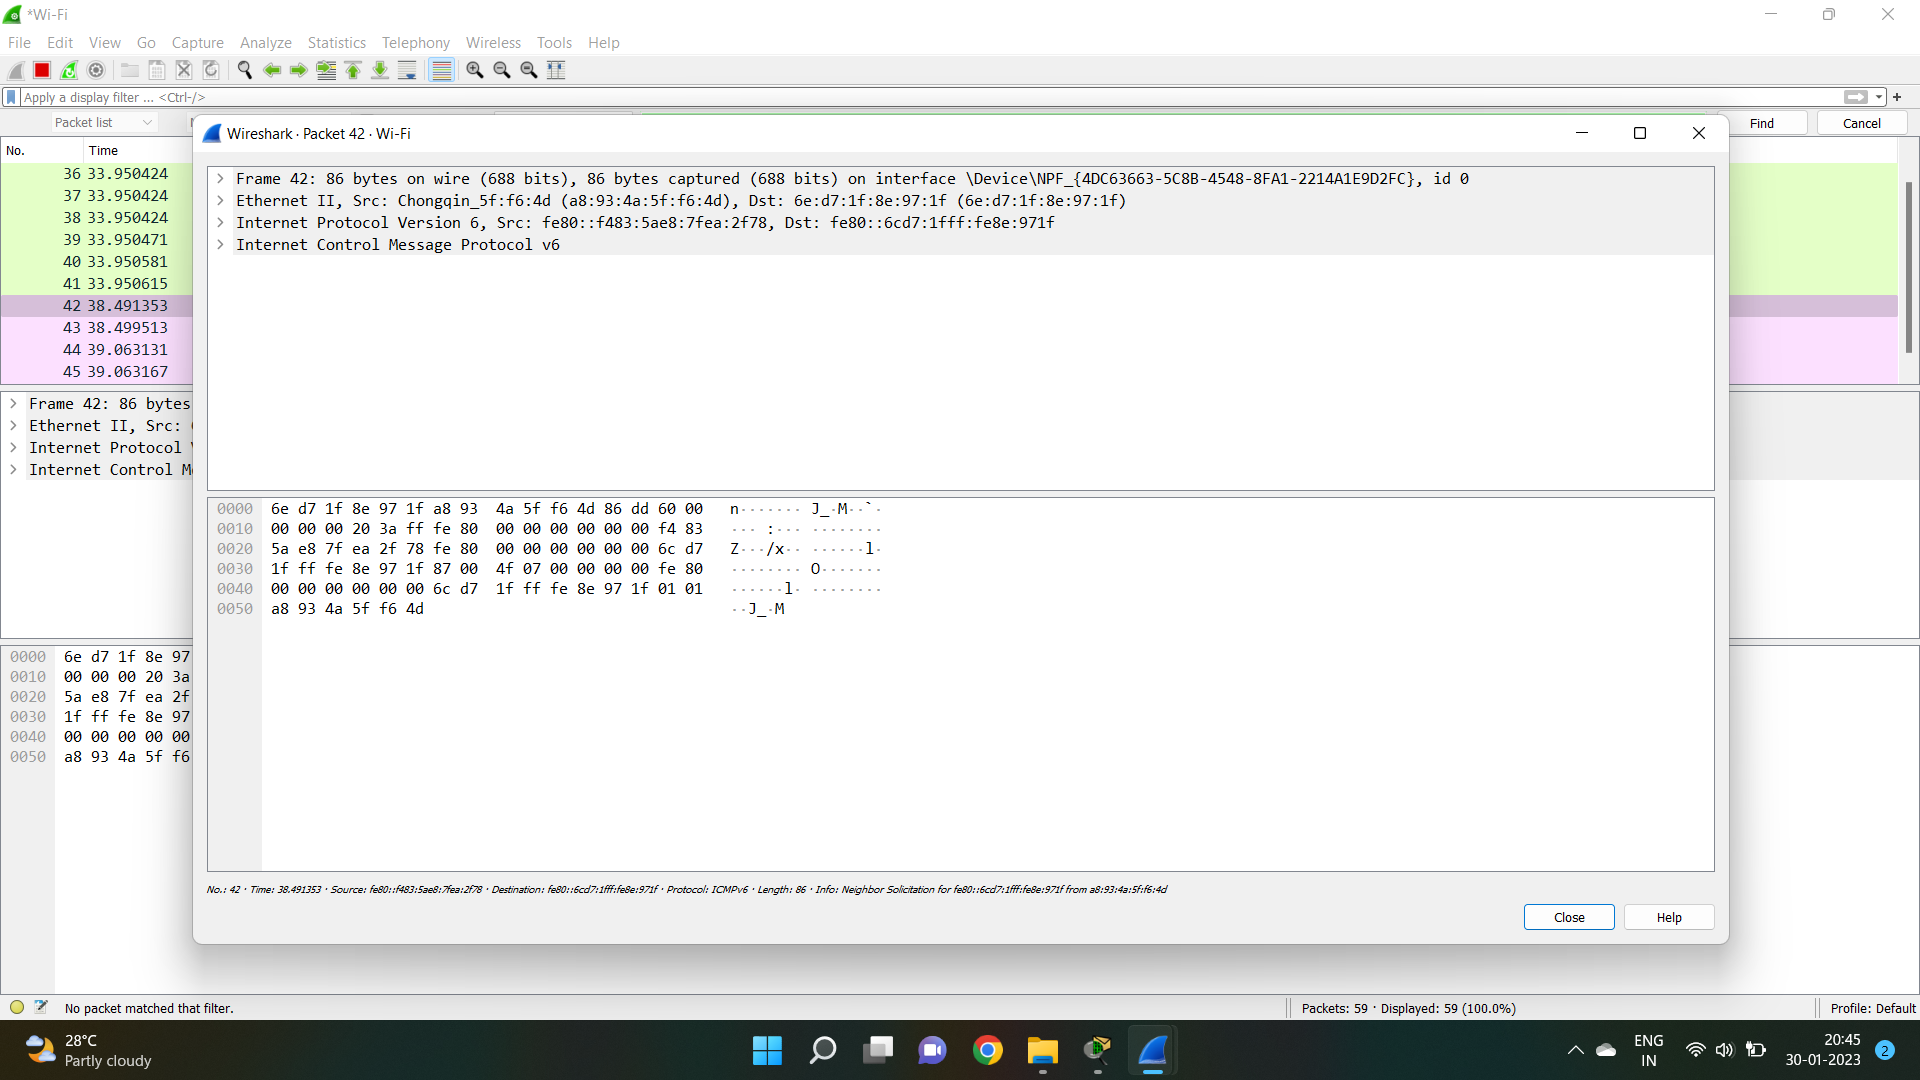 *Wi-Fi
File Edit View Go Capture Analyze Statistics Telephony Wireless Tools Help
Apply a display filter ... <Ctrl-/>
Packet list
Find
Cancel
Wireshark · Packet 42 · Wi-Fi
No. Time
36 33.950424
37 33.950424
38 33.950424
39 33.950471
40 33.950581
41 33.950615
42 38.491353
43 38.499513
44 39.063131
45 39.063167
Frame 42: 86 bytes
Ethernet II, Src:
Internet Protocol
Internet Control
Frame 42: 86 bytes on wire (688 bits), 86 bytes captured (688 bits) on interface \Device\NPF_{4DC63663-5C8B-4548-8FA1-2214A1E9D2FC}, id 0
Ethernet II, Src: Chongqin_5f:f6:4d (a8:93:4a:5f:f6:4d), Dst: 6e:d7:1f:8e:97:1f (6e:d7:1f:8e:97:1f)
Internet Protocol Version 6, Src: fe80::f483:5ae8:7fea:2f78, Dst: fe80::6cd7:1fff:fe8e:971f
Internet Control Message Protocol v6
0000 6e d7 1f 8e 97 1f a8 93 4a 5f f6 4d 86 dd 60 00 n······· J_·M··`·
0010 00 00 00 20 3a ff fe 80 00 00 00 00 00 00 f4 83 ··· :··· ········
0020 5a e8 7f ea 2f 78 fe 80 00 00 00 00 00 00 6c d7 Z···/x·· ······l·
0030 1f ff fe 8e 97 1f 87 00 4f 07 00 00 00 00 fe 80 ········ O·······
0040 00 00 00 00 00 00 6c d7 1f ff fe 8e 97 1f 01 01 ······l· ········
0050 a8 93 4a 5f f6 4d ··J_·M
0000 6e d7 1f 8e 97
0010 00 00 00 20 3a
0020 5a e8 7f ea 2f
0030 1f ff fe 8e 97
0040 00 00 00 00 00
0050 a8 93 4a 5f f6
No.: 42 · Time: 38.491353 · Source: fe80::f483:5ae8:7fea:2f78 · Destination: fe80::6cd7:1fff:fe8e:971f · Protocol: ICMPv6 · Length: 86 · Info: Neighbor Solicitation for fe80::6cd7:1fff:fe8e:971f from a8:93:4a:5f:f6:4d
Close
Help
No packet matched that filter.
Packets: 59 · Displayed: 59 (100.0%)
Profile: Default
28°C
Partly cloudy
ENG
IN
20:45
30-01-2023
2